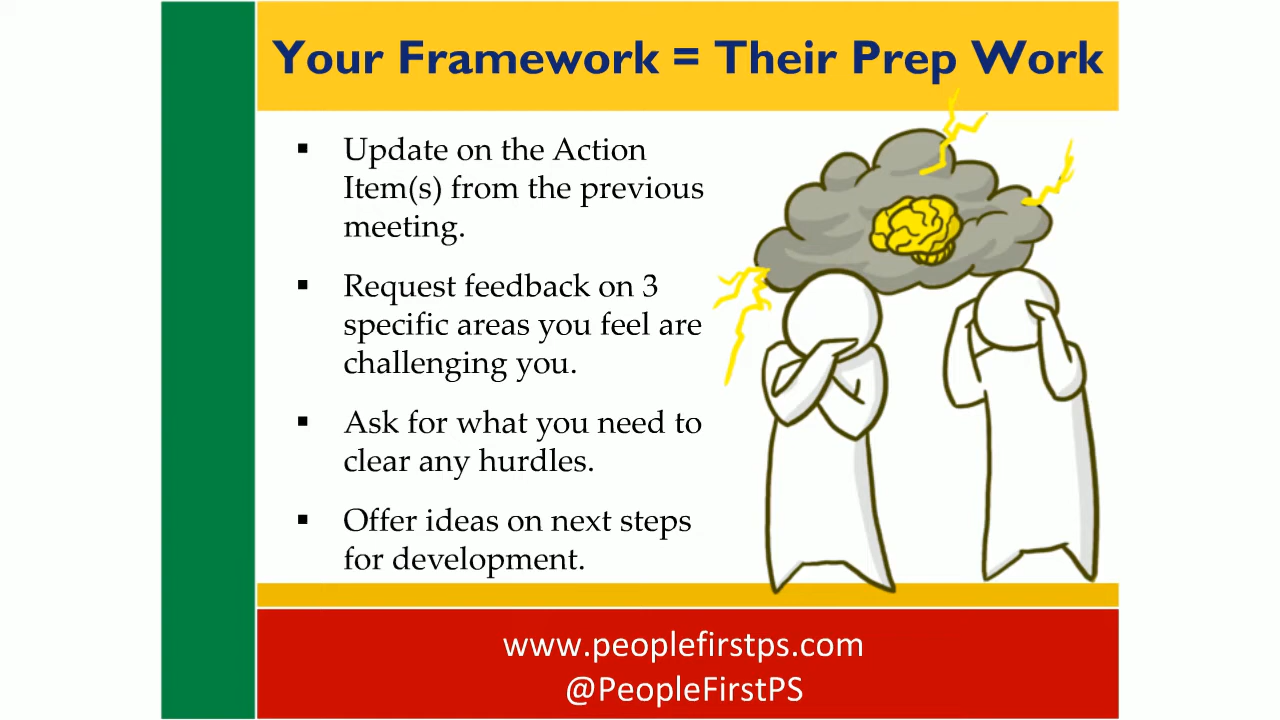 Your Framework = Their Prep Work
▪ Update on the Action
Item(s) from the previous
meeting.
▪ Request feedback on 3
specific areas you feel are
challenging you.
▪ Ask for what you need to
clear any hurdles.
▪ Offer ideas on next steps
for development.
www.peoplefirstps.com
@PeopleFirstPS